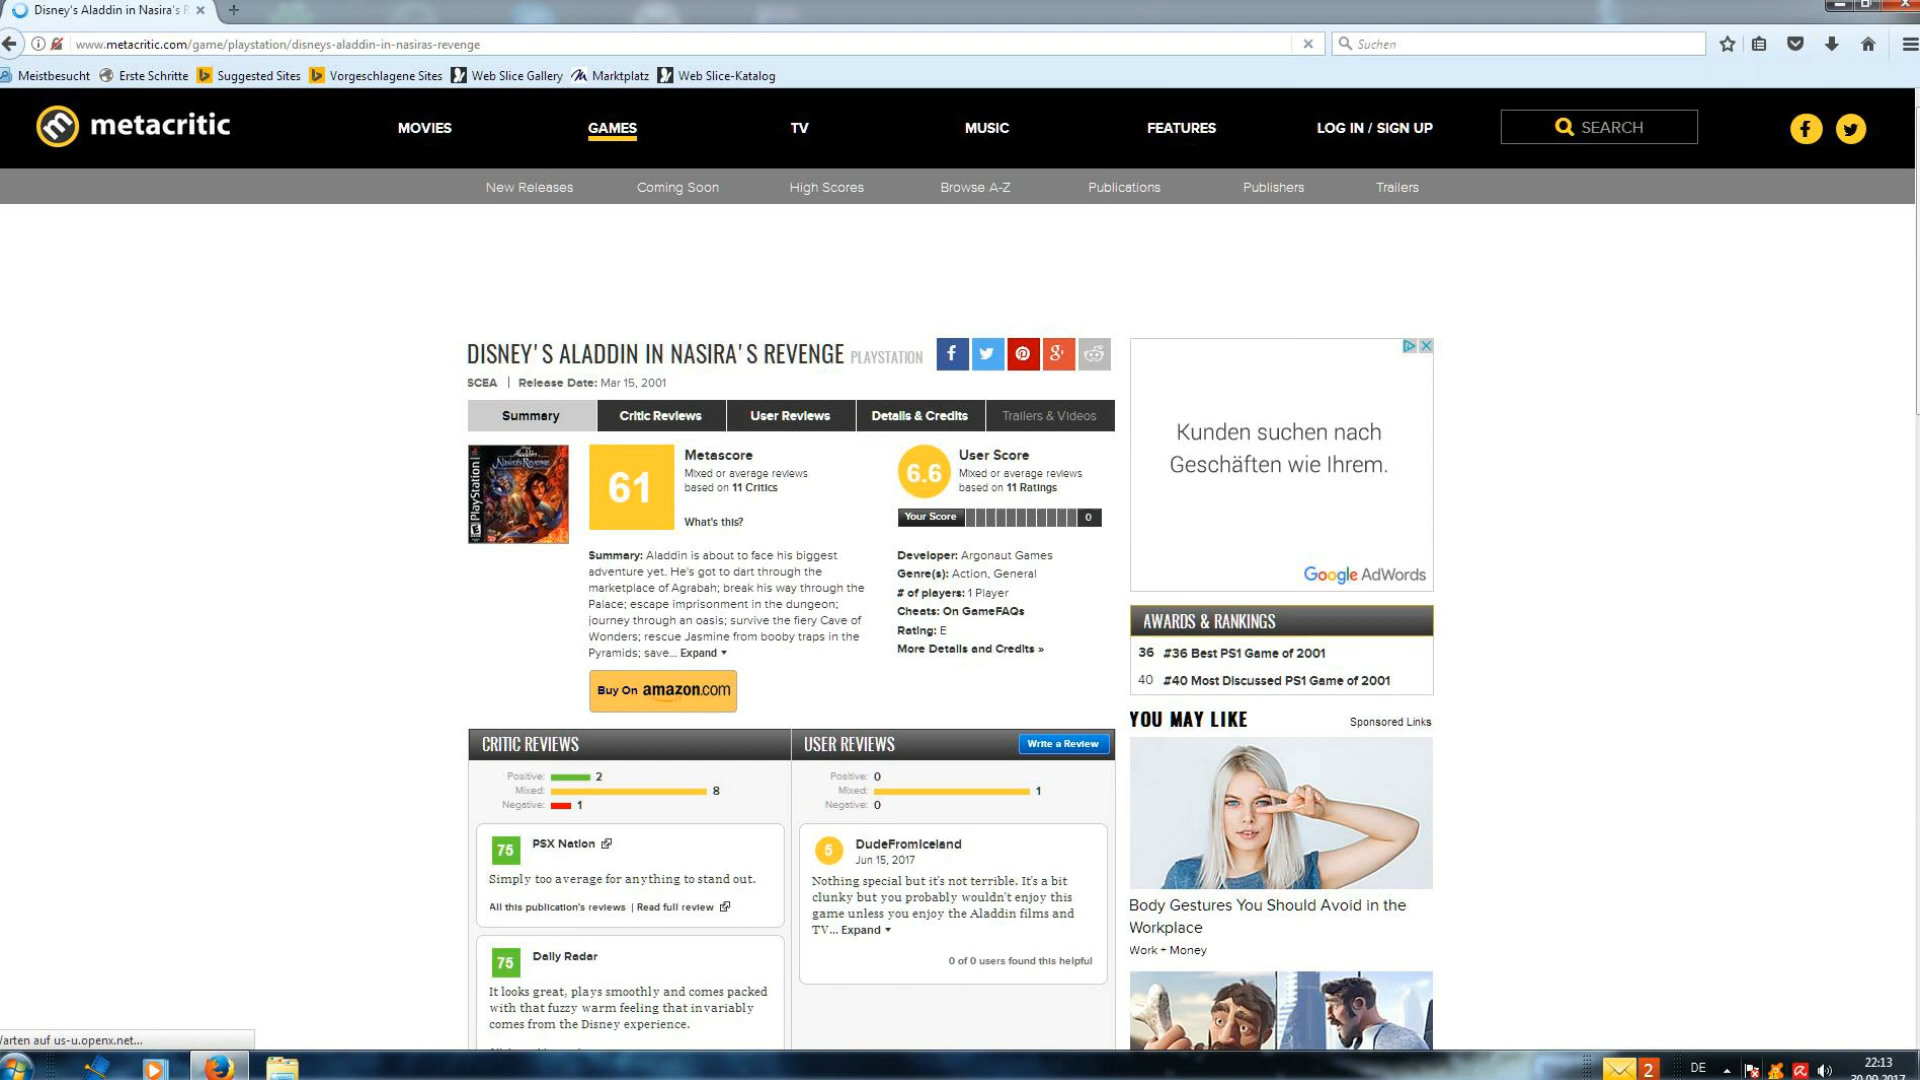 Disney's Aladdin in Nasira's R
www.metacritic.com/game/playstation/disneys-aladdin-in-nasiras-revenge
Suchen
Meistbesucht Erste Schritte Suggested Sites Vorgeschlagene Sites Web Slice Gallery Marktplatz Web Slice-Katalog
metacritic
MOVIES GAMES TV MUSIC FEATURES LOG IN / SIGN UP SEARCH
New Releases Coming Soon High Scores Browse A-Z Publications Publishers Trailers
DISNEY'S ALADDIN IN NASIRA'S REVENGE PLAYSTATION
SCEA | Release Date: Mar 15, 2001
Summary Critic Reviews User Reviews Details & Credits Trailers & Videos
PlayStation
Aladdin
Nasira's Revenge
61
Metascore
Mixed or average reviews
based on 11 Critics
What's this?
6.6
User Score
Mixed or average reviews
based on 11 Ratings
Your Score 0
Summary: Aladdin is about to face his biggest
adventure yet. He's got to dart through the
marketplace of Agrabah; break his way through the
Palace; escape imprisonment in the dungeon;
journey through an oasis; survive the fiery Cave of
Wonders; rescue Jasmine from booby traps in the
Pyramids; save... Expand
Buy On amazon.com
Developer: Argonaut Games
Genre(s): Action, General
# of players: 1 Player
Cheats: On GameFAQs
Rating: E
More Details and Credits »
CRITIC REVIEWS
Positive: 2
Mixed: 8
Negative: 1
75
PSX Nation
Simply too average for anything to stand out.
All this publication's reviews | Read full review
75
Daily Radar
It looks great, plays smoothly and comes packed
with that fuzzy warm feeling that invariably
comes from the Disney experience.
USER REVIEWS
Write a Review
Positive: 0
Mixed: 1
Negative: 0
5
DudeFromIceland
Jun 15, 2017
Nothing special but it's not terrible. It's a bit
clunky but you probably wouldn't enjoy this
game unless you enjoy the Aladdin films and
TV... Expand
0 of 0 users found this helpful
Kunden suchen nach
Geschäften wie Ihrem.
Google AdWords
AWARDS & RANKINGS
36 #36 Best PS1 Game of 2001
40 #40 Most Discussed PS1 Game of 2001
YOU MAY LIKE
Sponsored Links
Body Gestures You Should Avoid in the
Workplace
Work + Money
arten auf us-u.openx.net...
2
DE
22:13
30.09.2017